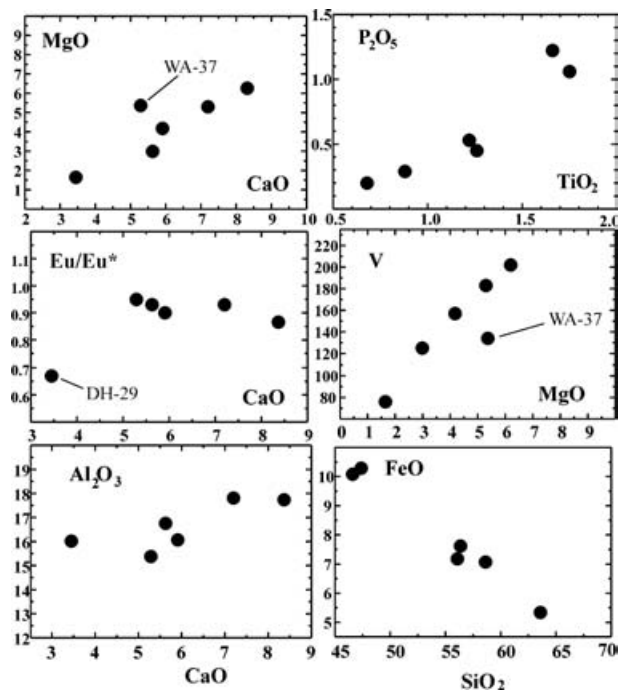 MgO
WA-37
CaO
9
8
7
6
5
4
3
2
1
2 3 4 5 6 7 8 9 10
P₂O₅
TiO₂
1.5
1.0
0.5
0.5 1.0 1.5 2.0
Eu/Eu*
DH-29
CaO
1.1
1.0
0.9
0.8
0.7
0.6
0.5
3 4 5 6 7 8 9
V
WA-37
MgO
220
200
180
160
140
120
100
80
0 1 2 3 4 5 6 7 8 9
Al₂O₃
19
18
17
16
15
14
13
12
3 4 5 6 7 8 9
CaO
FeO
10
9
8
7
6
5
45 50 55 60 65 70
SiO₂